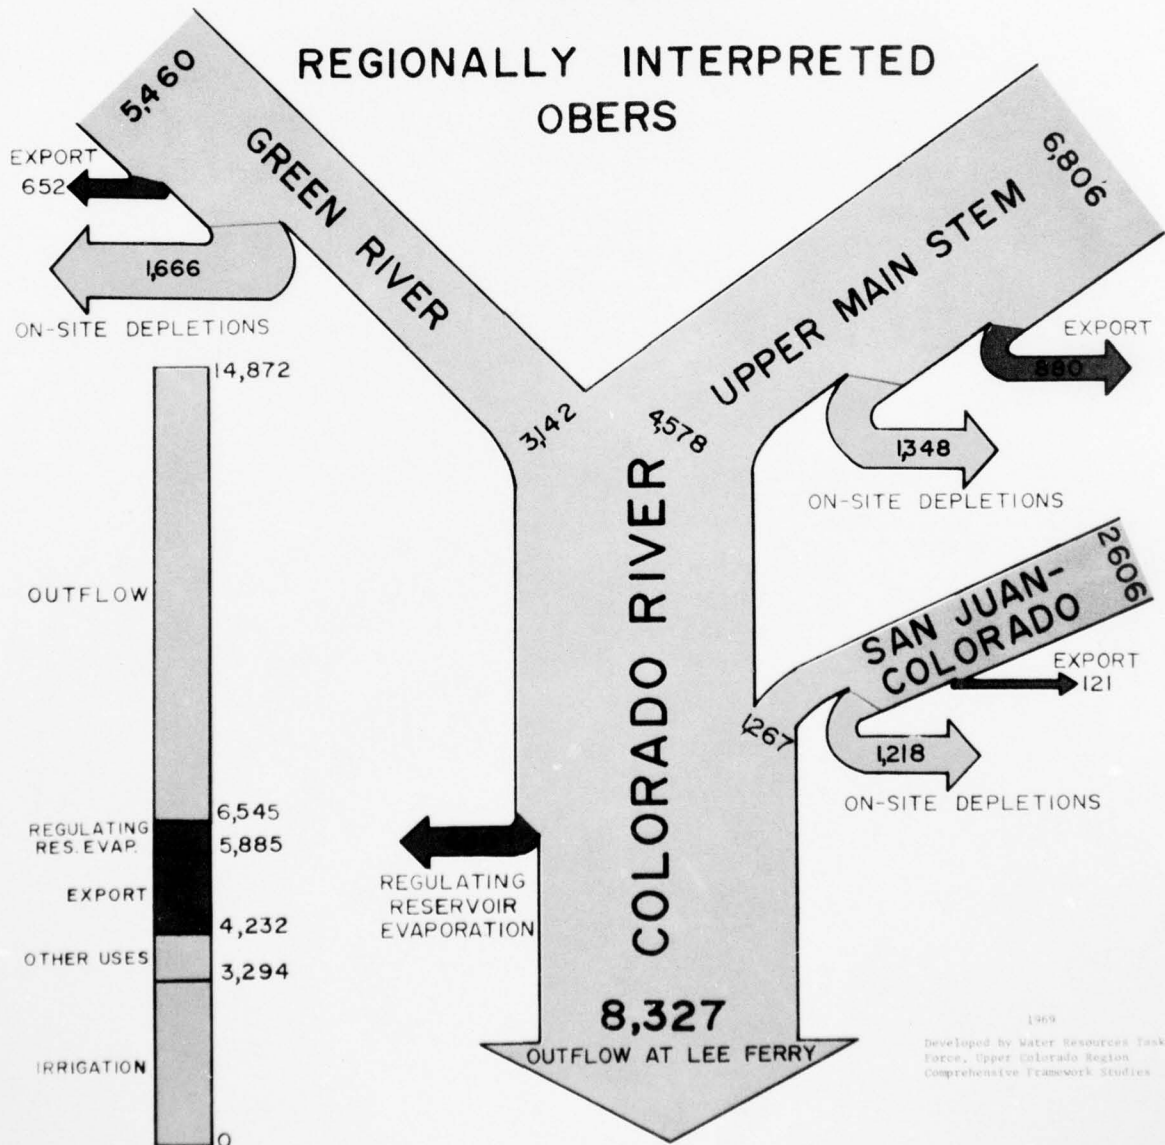 REGIONALLY INTERPRETED
OBERS
5,460
GREEN RIVER
EXPORT
652
1,666
ON-SITE DEPLETIONS
3,142
6,806
UPPER MAIN STEM
EXPORT
880
1,348
ON-SITE DEPLETIONS
4,578
2606
SAN JUAN-
COLORADO
EXPORT
121
1,218
ON-SITE DEPLETIONS
1,267
COLORADO RIVER
REGULATING
RESERVOIR
EVAPORATION
8,327
OUTFLOW AT LEE FERRY
14,872
OUTFLOW
6,545
REGULATING
RES. EVAP.
5,885
EXPORT
4,232
OTHER USES
3,294
IRRIGATION
0
1969
Developed by Water Resources Task
Force, Upper Colorado Region
Comprehensive Framework Studies